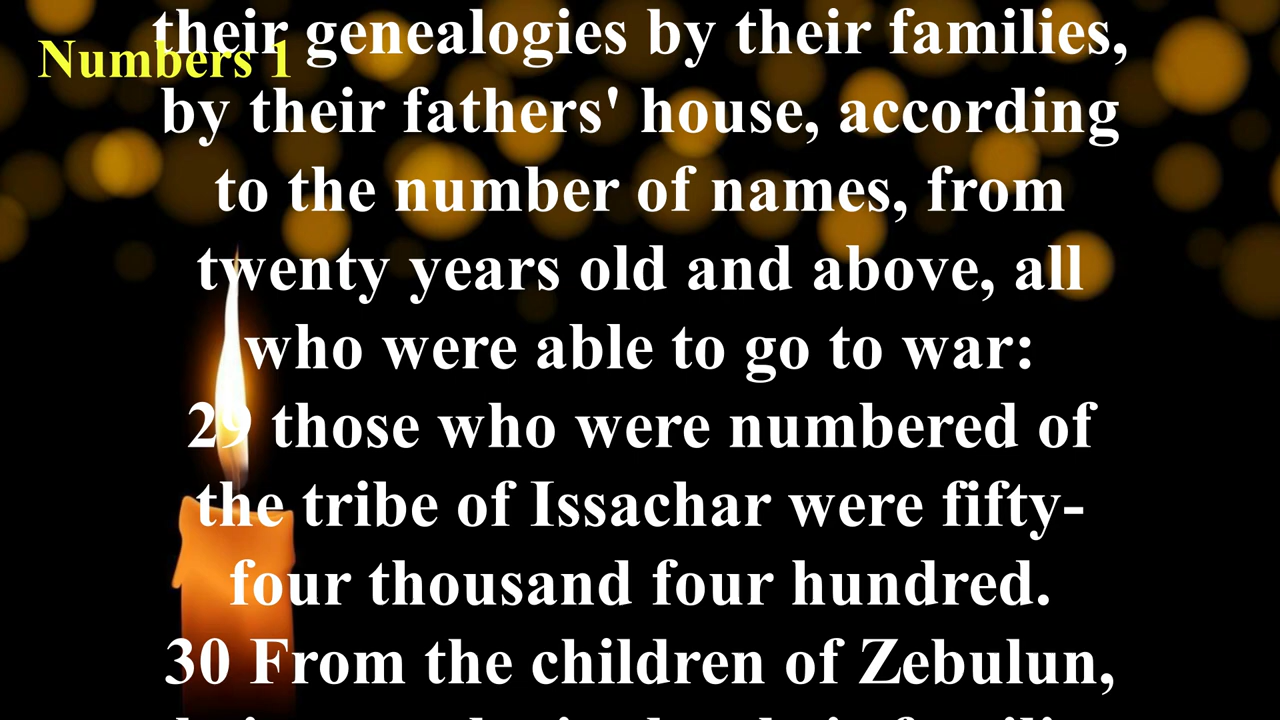 Numbers 1
their genealogies by their families,
by their fathers' house, according
to the number of names, from
twenty years old and above, all
who were able to go to war:
29 those who were numbered of
the tribe of Issachar were fifty-
four thousand four hundred.
30 From the children of Zebulun,